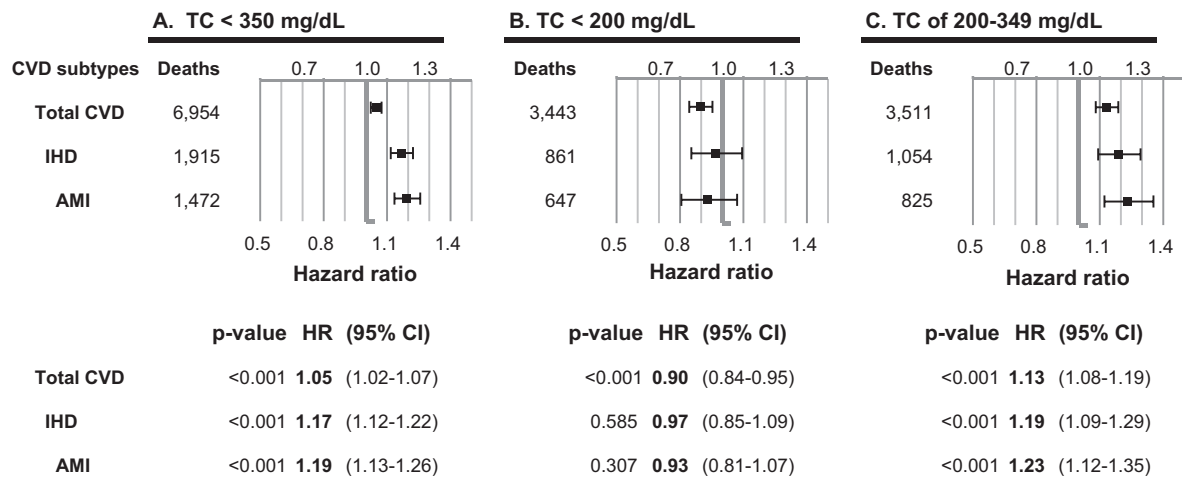 A. TC < 350 mg/dL B. TC < 200 mg/dL C. TC of 200-349 mg/dL
CVD subtypes Deaths 0.7 1.0 1.3 Deaths 0.7 1.0 1.3 Deaths 0.7 1.0 1.3
Total CVD 6,954 3,443 3,511
IHD 1,915 861 1,054
AMI 1,472 647 825
0.5 0.8 1.1 1.4 0.5 0.8 1.1 1.4 0.5 0.8 1.1 1.4
Hazard ratio Hazard ratio Hazard ratio
p-value HR (95% CI) p-value HR (95% CI) p-value HR (95% CI)
Total CVD <0.001 1.05 (1.02-1.07) <0.001 0.90 (0.84-0.95) <0.001 1.13 (1.08-1.19)
IHD <0.001 1.17 (1.12-1.22) 0.585 0.97 (0.85-1.09) <0.001 1.19 (1.09-1.29)
AMI <0.001 1.19 (1.13-1.26) 0.307 0.93 (0.81-1.07) <0.001 1.23 (1.12-1.35)